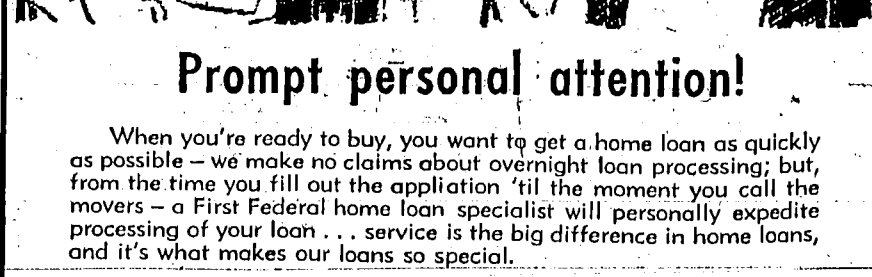 Prompt personal attention!
When you're ready to buy, you want to get a home loan as quickly
as possible — we make no claims about overnight loan processing; but,
from the time you fill out the appliation 'til the moment you call the
movers — a First Federal home loan specialist will personally expedite
processing of your loan . . . service is the big difference in home loans,
and it's what makes our loans so special.